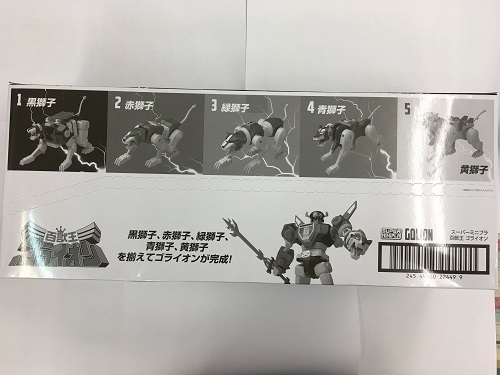 1 黒獅子
2 赤獅子
3 緑獅子
4 青獅子
5
黄獅子
百獣王
ゴライオン
黒獅子、赤獅子、緑獅子、
青獅子、黄獅子
を揃えてゴライオンが完成!
GOLION
スーパーミニプラ
百獣王 ゴライオン